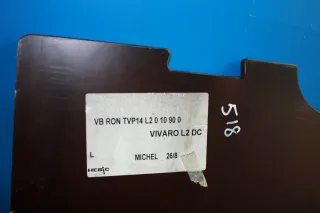 VB RON TVP14 L2 0 10 90 0
VIVARO L2 DC
L MICHEL 26/8
518